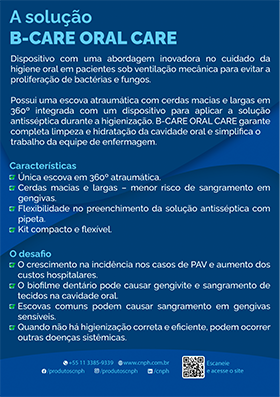 A solução
B-CARE ORAL CARE
Dispositivo com uma abordagem inovadora no cuidado da
higiene oral em pacientes sob ventilação mecânica para evitar a
proliferação de bactérias e fungos.
Possui uma escova atraumática com cerdas macias e largas em
360º integrada com um dispositivo para aplicar a solução
antisséptica durante a higienização. B-CARE ORAL CARE garante
completa limpeza e hidratação da cavidade oral e simplifica o
trabalho da equipe de enfermagem.
Características
Única escova em 360º atraumática.
Cerdas macias e largas – menor risco de sangramento em
gengivas.
Flexibilidade no preenchimento da solução antisséptica com
pipeta.
Kit compacto e flexível.
O desafio
O crescimento na incidência nos casos de PAV e aumento dos
custos hospitalares.
O biofilme dentário pode causar gengivite e sangramento de
tecidos na cavidade oral.
Escovas comuns podem causar sangramento em gengivas
sensíveis.
Quando não há higienização correta e eficiente, podem ocorrer
outras doenças sistêmicas.
+55 11 3385-9339 www.cnph.com.br
/produtoscnph /produtoscnph /cnph
Escaneie
e acesse o site